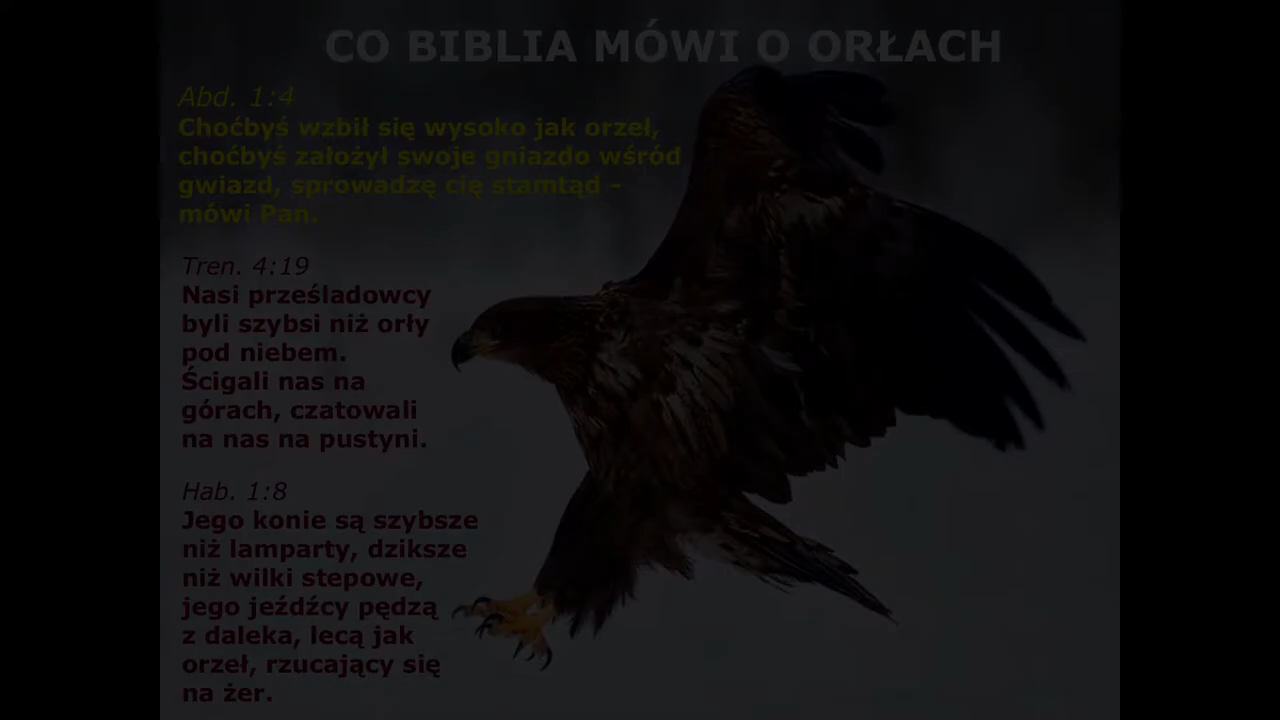 CO BIBLIA MÓWI O ORŁACH
Abd. 1:4
Choćbyś wzbił się wysoko jak orzeł,
choćbyś założył swoje gniazdo wśród
gwiazd, sprowadzę cię stamtąd –
mówi Pan.
Tren. 4:19
Nasi prześladowcy
byli szybsi niż orły
pod niebem.
Ścigali nas na
górach, czatowali
na nas na pustyni.
Hab. 1:8
Jego konie są szybsze
niż lamparty, dziksze
niż wilki stepowe,
jego jeźdźcy pędzą
z daleka, lecą jak
orzeł, rzucający się
na żer.